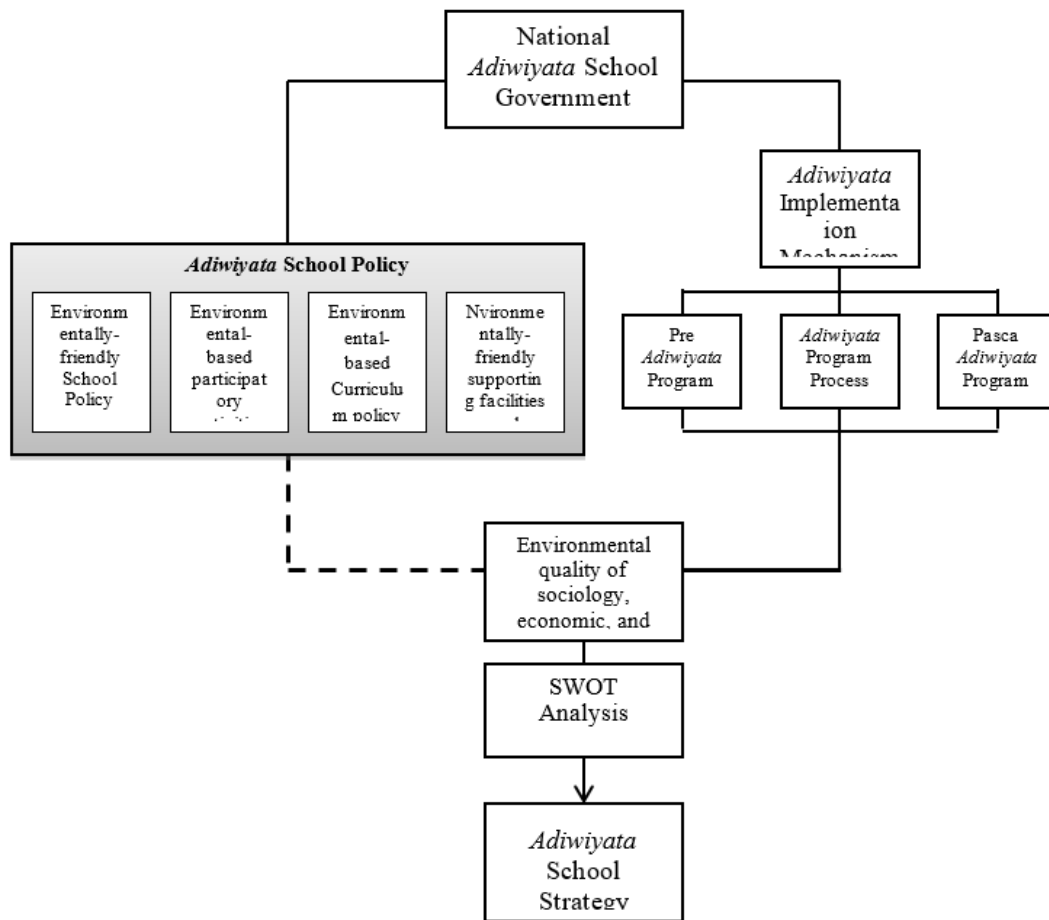 National
Adiwiyata School
Government
Adiwiyata
Implementa
ion
Mechanism
Adiwiyata School Policy
Environm
entally-
friendly
School
Policy
Environ
ental-
based
participat
ory
Environm
ental-
based
Curriculu
m policy
Nvironme
ntally-
friendly
supportin
g facilities
Pre
Adiwiyata
Program
Adiwiyata
Program
Process
Pasca
Adiwiyata
Program
Environmental
quality of
sociology,
economic, and
SWOT
Analysis
Adiwiyata
School
Strategy